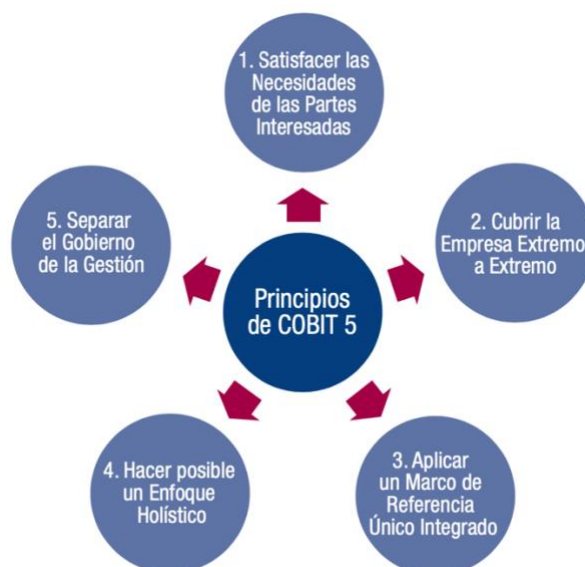 1. Satisfacer las
Necesidades
de las Partes
Interesadas
2. Cubrir la
Empresa Extremo
a Extremo
3. Aplicar
un Marco de
Referencia
Único Integrado
4. Hacer posible
un Enfoque
Holístico
5. Separar
el Gobierno
de la Gestión
Principios
de COBIT 5